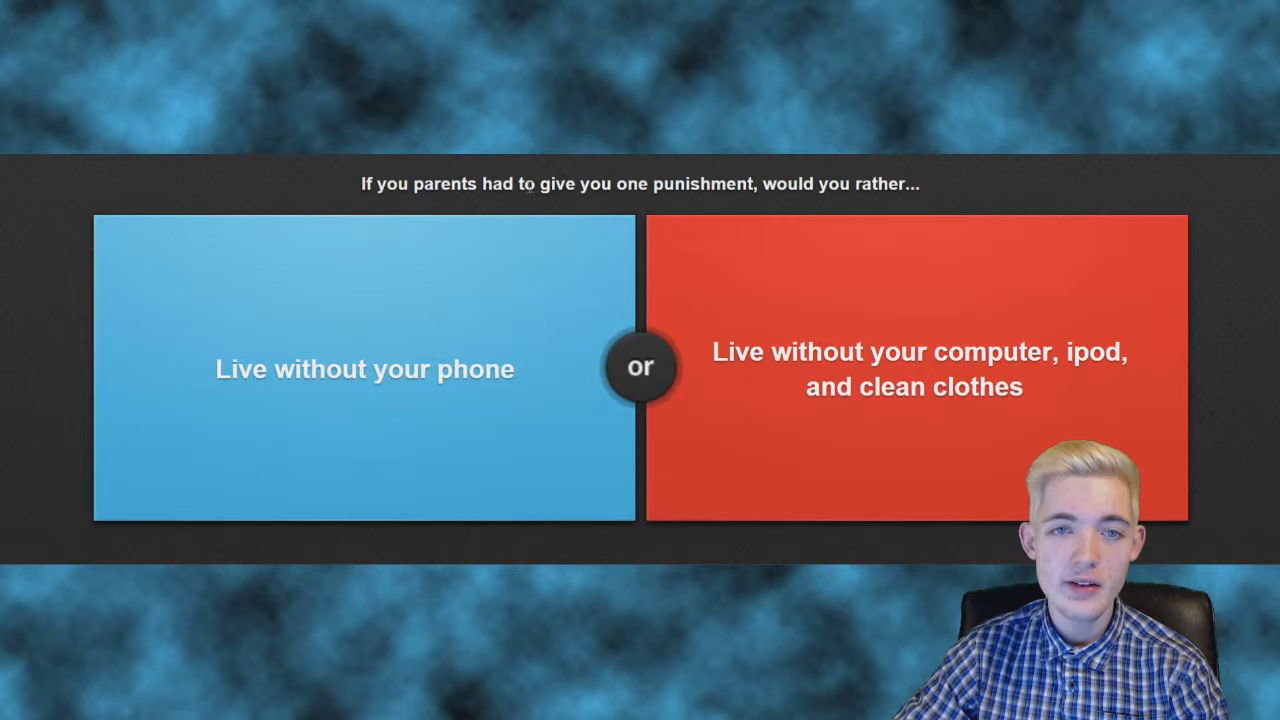 If you parents had to give you one punishment, would you rather...
Live without your phone
or
Live without your computer, ipod,
and clean clothes